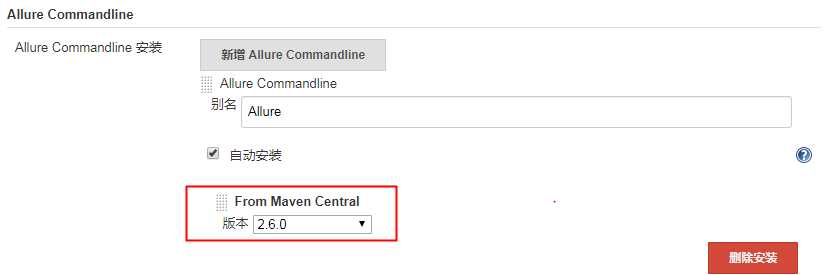 Allure Commandline
Allure Commandline 安装
新增 Allure Commandline
Allure Commandline
别名 Allure
自动安装
?
From Maven Central
版本 2.6.0
删除安装